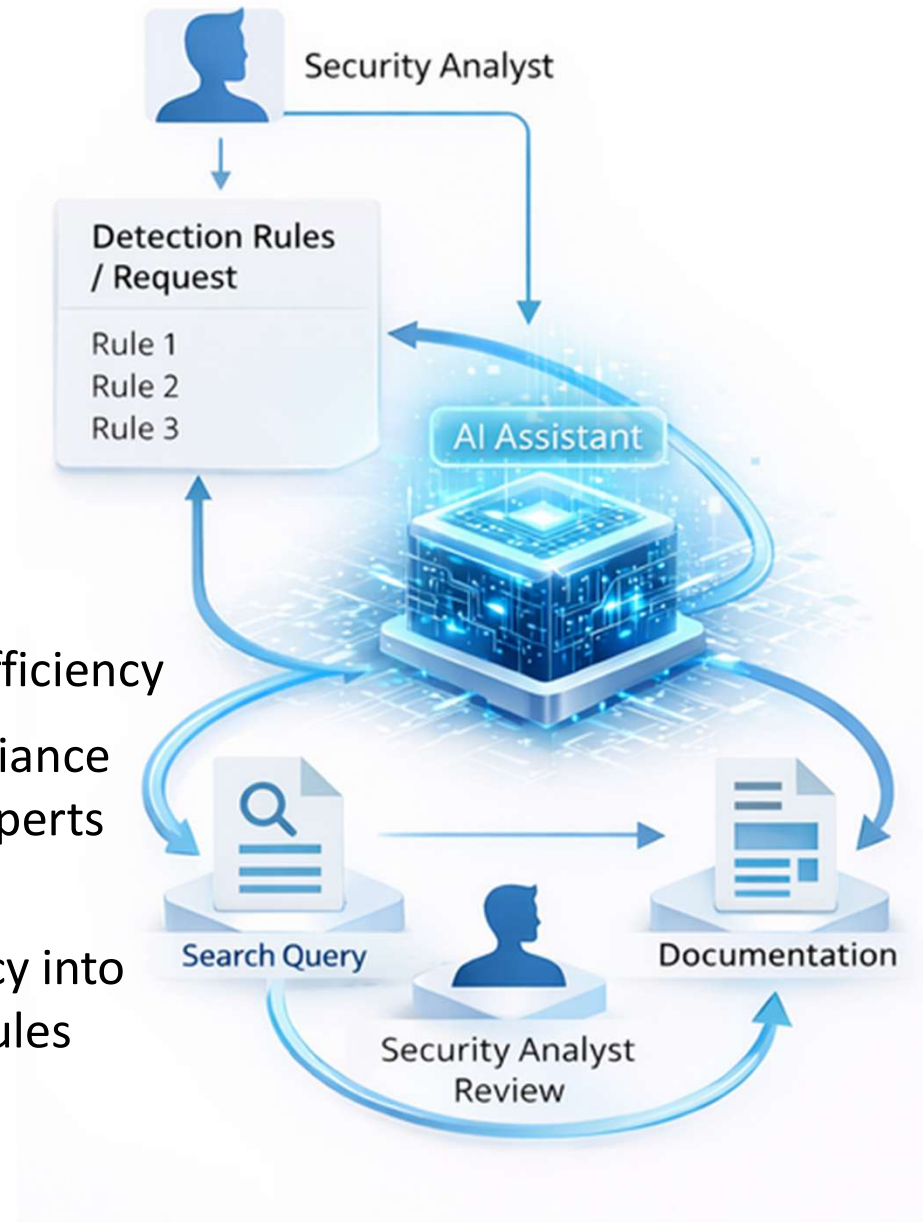 Security Analyst
Detection Rules
/ Request
Rule 1
Rule 2
Rule 3
AI Assistant
Search Query
Documentation
Security Analyst
Review
into